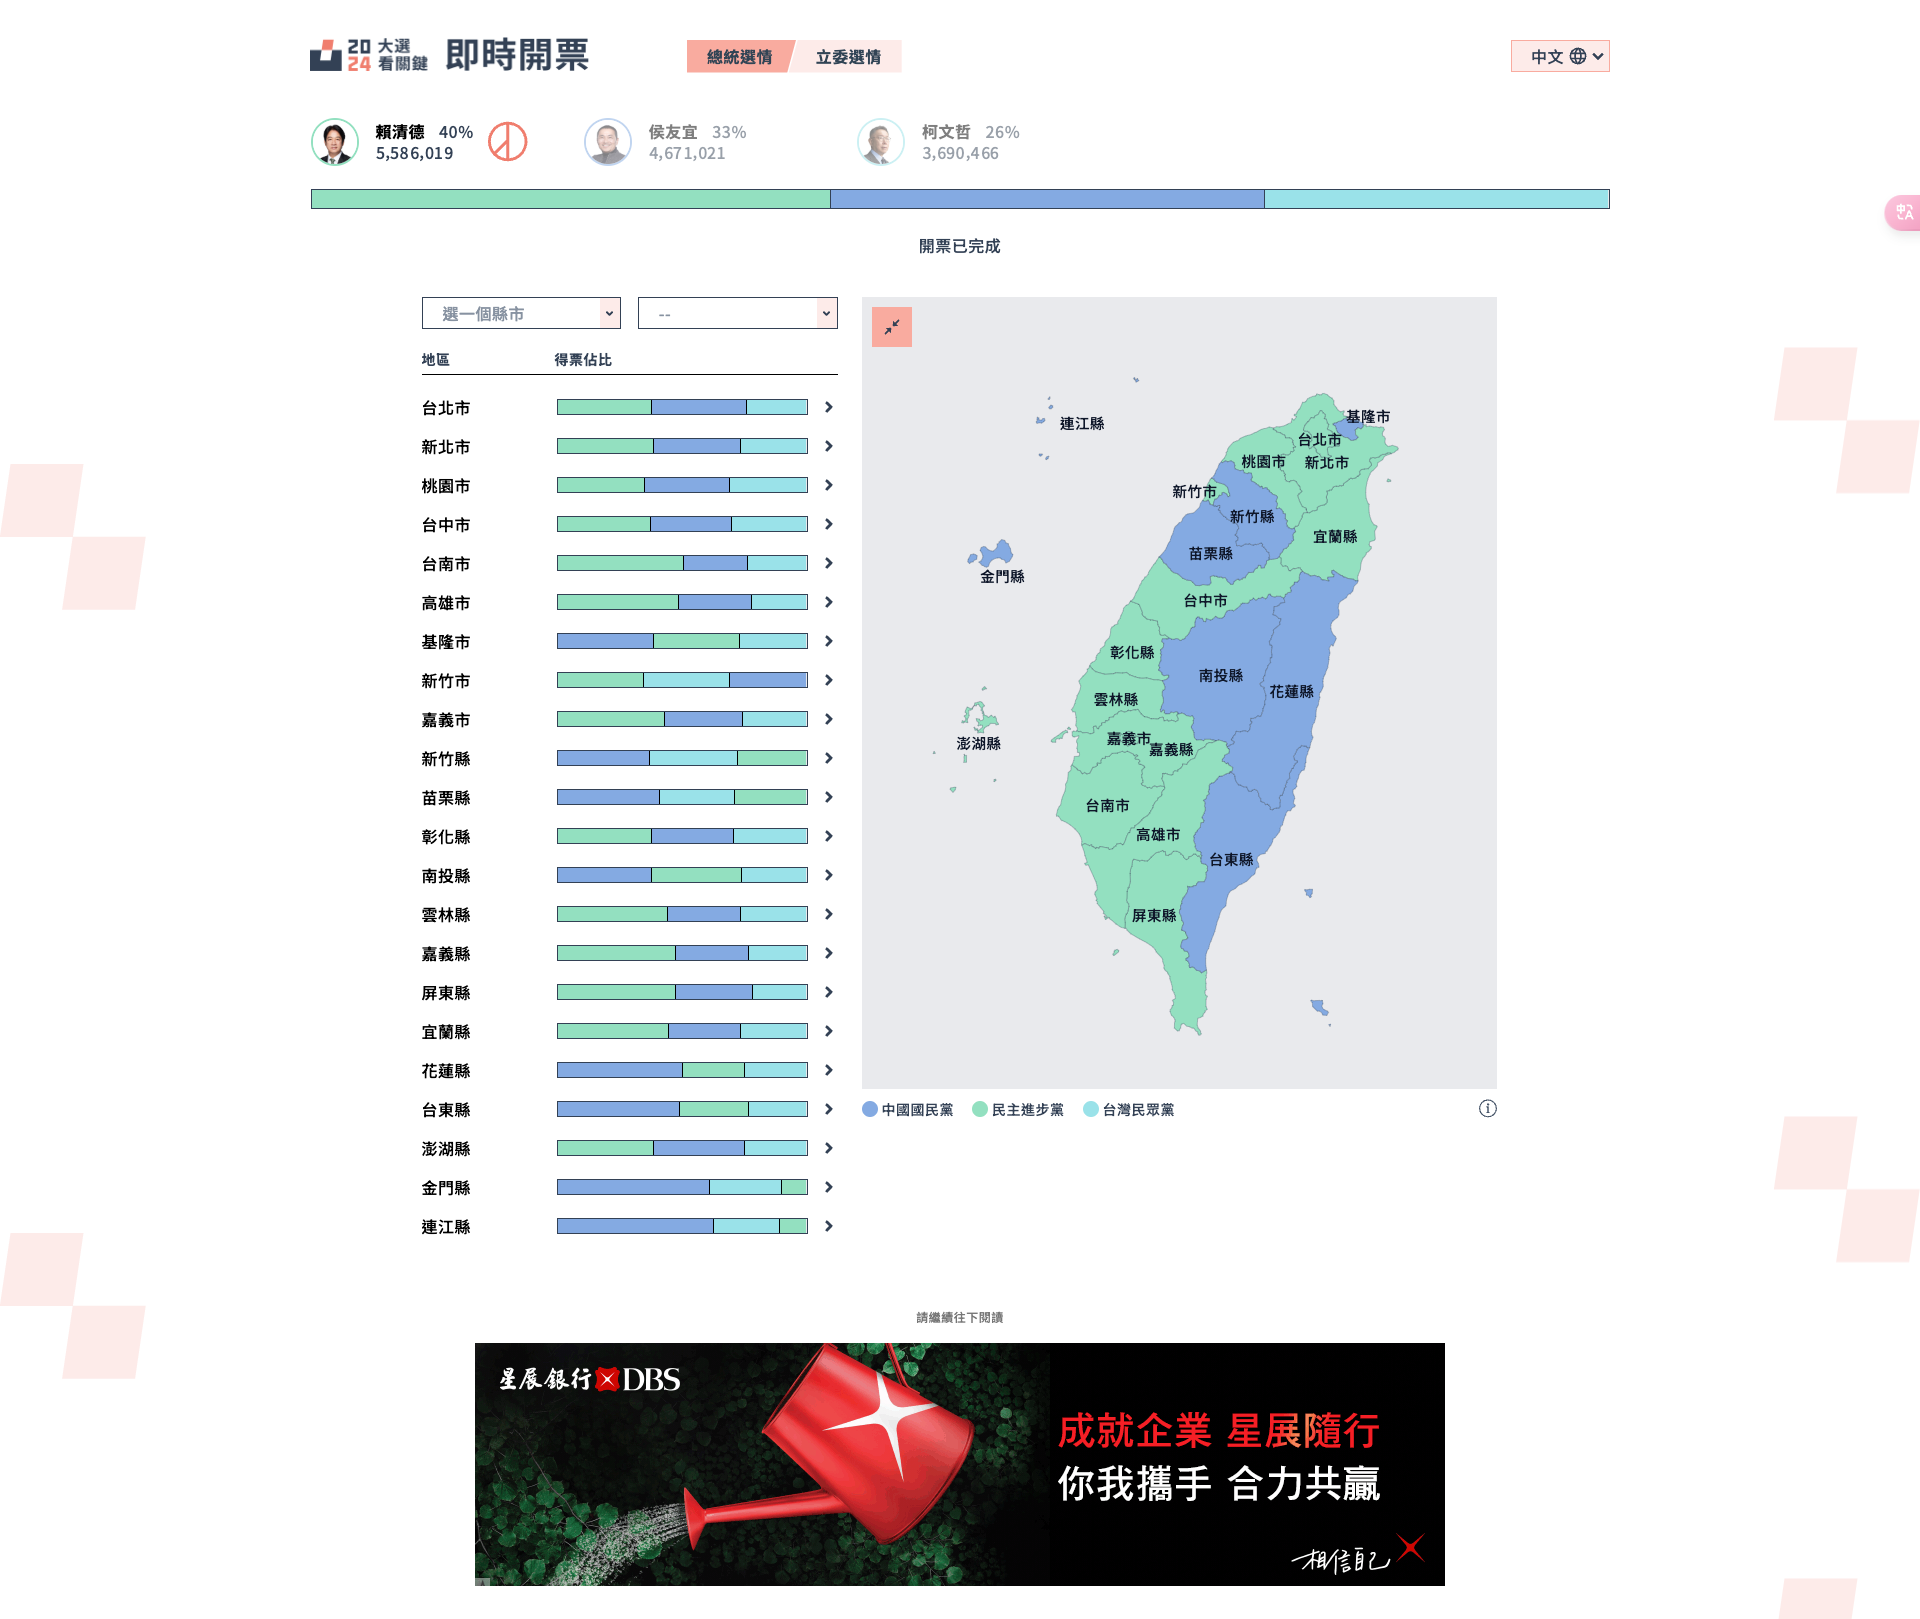 2024
大選
看關鍵
即時開票
總統選情
立委選情
中文
賴清德 40%
5,586,019
侯友宜 33%
4,671,021
柯文哲 26%
3,690,466
開票已完成
選一個縣市
--
地區 得票佔比
台北市
新北市
桃園市
台中市
台南市
高雄市
基隆市
新竹市
嘉義市
新竹縣
苗栗縣
彰化縣
南投縣
雲林縣
嘉義縣
屏東縣
宜蘭縣
花蓮縣
台東縣
澎湖縣
金門縣
連江縣
連江縣
基隆市
台北市
桃園市
新北市
新竹市
新竹縣
宜蘭縣
苗栗縣
金門縣
台中市
彰化縣
南投縣
花蓮縣
雲林縣
嘉義市
嘉義縣
澎湖縣
台南市
高雄市
台東縣
屏東縣
中國國民黨 民主進步黨 台灣民眾黨
請繼續往下閱讀
星展銀行 DBS
成就企業 星展隨行
你我攜手 合力共贏
相信自己